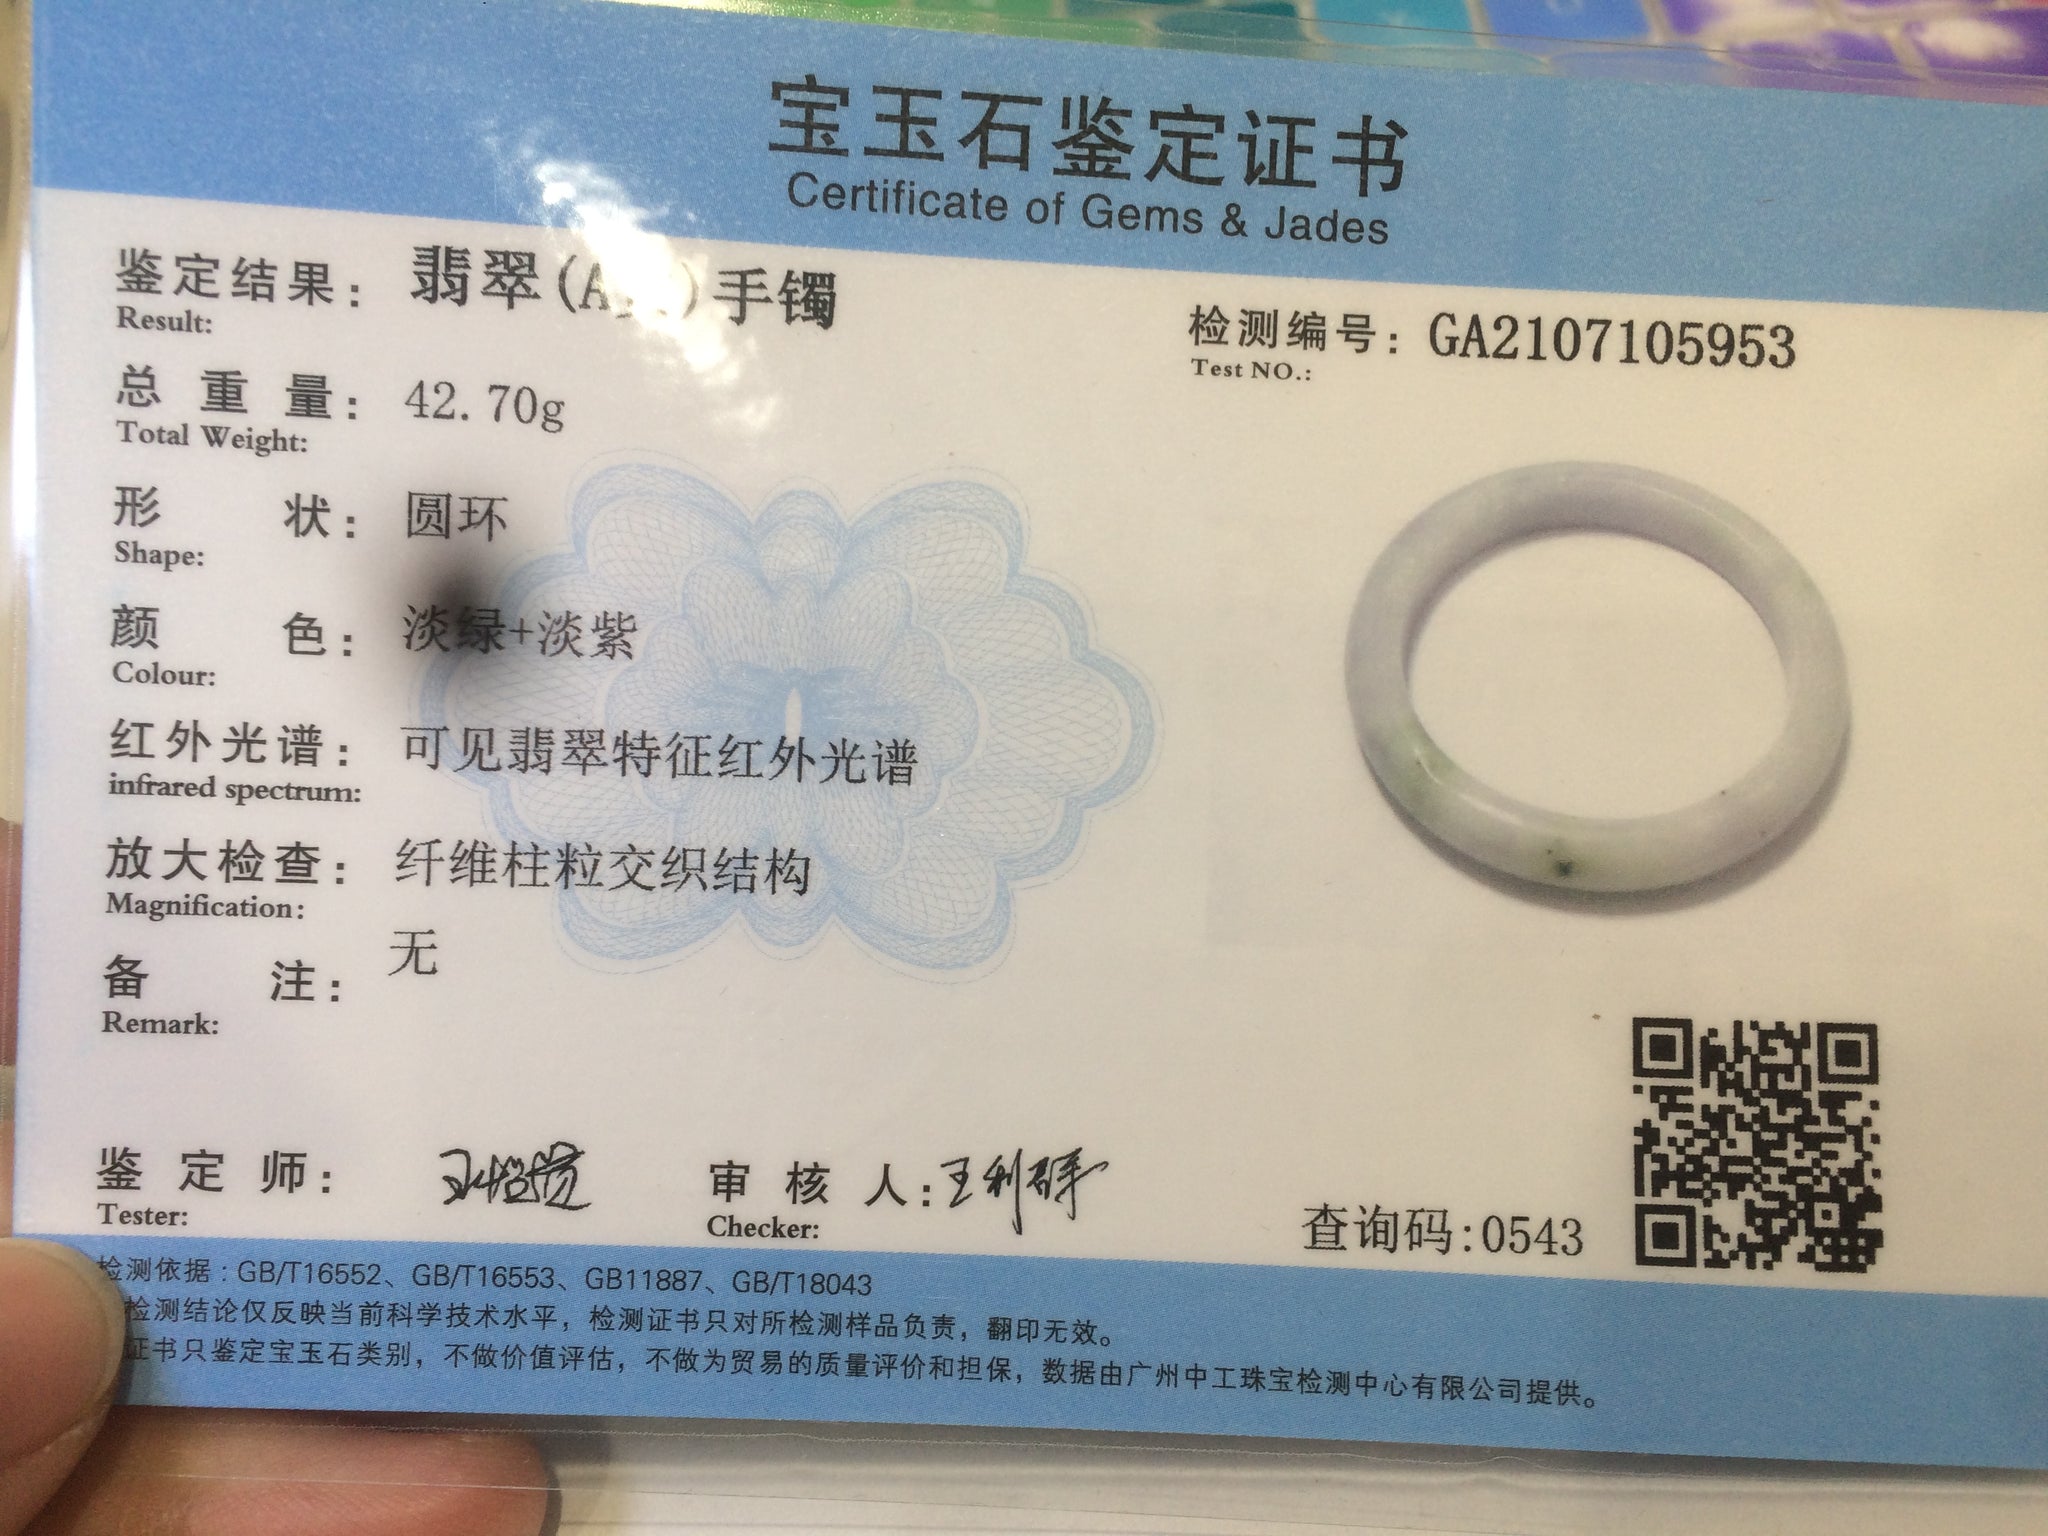 宝玉石鉴定证书
Certificate of Gems & Jades
鉴定结果: 翡翠(A 手镯
Result:
检测编号: GA2107105953
Test NO.:
总重量: 42.70g
Total Weight:
形状: 圆环
Shape:
颜色: 淡绿+淡紫
Colour:
红外光谱: 可见翡翠特征红外光谱
infrared spectrum:
放大检查: 纤维柱粒交织结构
Magnification:
备注: 无
Remark:
鉴定师:
Tester:
审核人: 王利群
Checker:
查询码:0543
检测依据: GB/T16552、GB/T16553、GB11887、GB/T18043
检测结论仅反映当前科学技术水平，检测证书只对所检测样品负责，翻印无效。
证书只鉴定宝玉石类别，不做价值评估，不做为贸易的质量评价和担保，数据由广州中工珠宝检测中心有限公司提供。